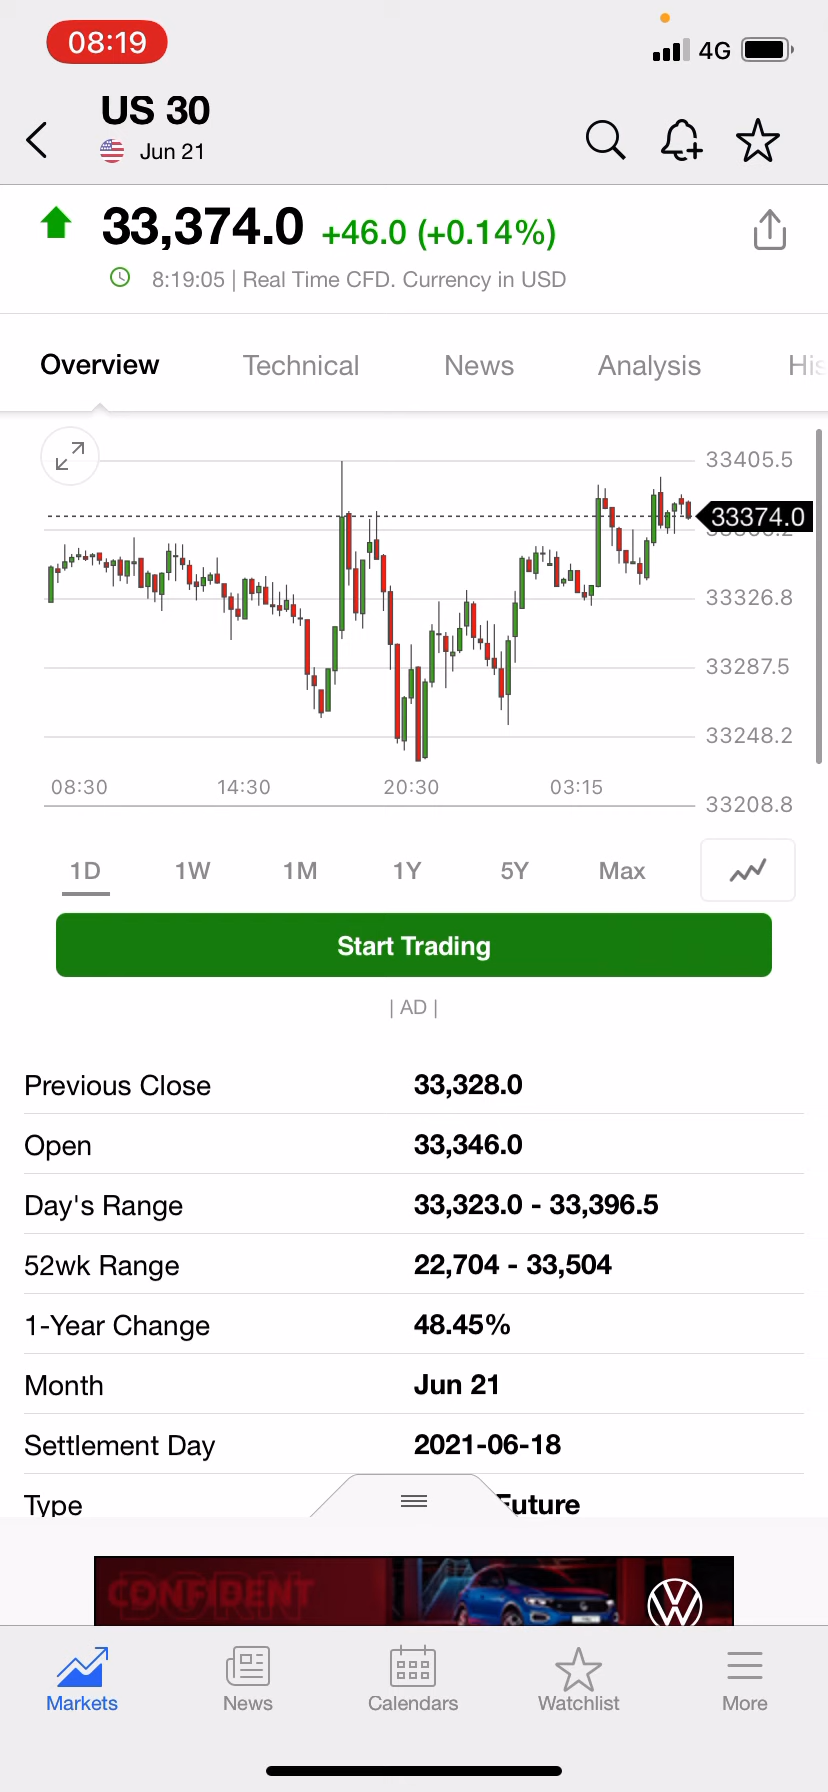 08:19
4G
US 30
Jun 21
33,374.0 +46.0 (+0.14%)
8:19:05 | Real Time CFD. Currency in USD
Overview Technical News Analysis His
33405.5
33374.0
33326.8
33287.5
33248.2
08:30 14:30 20:30 03:15
33208.8
1D 1W 1M 1Y 5Y Max
Start Trading
| AD |
Previous Close 33,328.0
Open 33,346.0
Day's Range 33,323.0 - 33,396.5
52wk Range 22,704 - 33,504
1-Year Change 48.45%
Month Jun 21
Settlement Day 2021-06-18
Type Future
CONFIDENT
Markets News Calendars Watchlist More